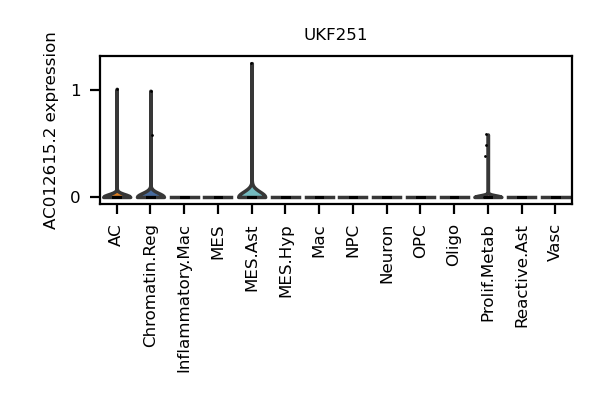 UKF251
AC012615.2 expression
1
0
AC
Chromatin.Reg
Inflammatory.Mac
MES
MES.Ast
MES.Hyp
Mac
NPC
Neuron
OPC
Oligo
Prolif.Metab
Reactive.Ast
Vasc